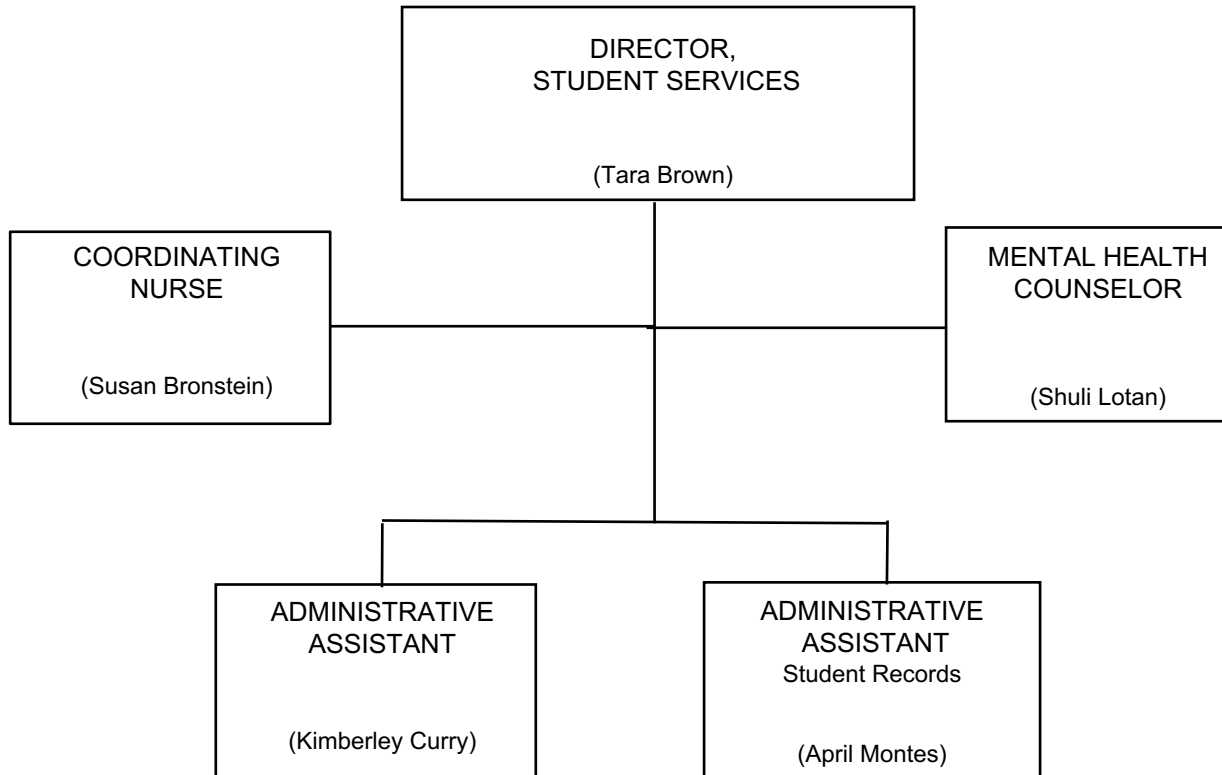 DIRECTOR,
STUDENT SERVICES
(Tara Brown)
COORDINATING
NURSE
(Susan Bronstein)
MENTAL HEALTH
COUNSELOR
(Shuli Lotan)
ADMINISTRATIVE
ASSISTANT
(Kimberley Curry)
ADMINISTRATIVE
ASSISTANT
Student Records
(April Montes)